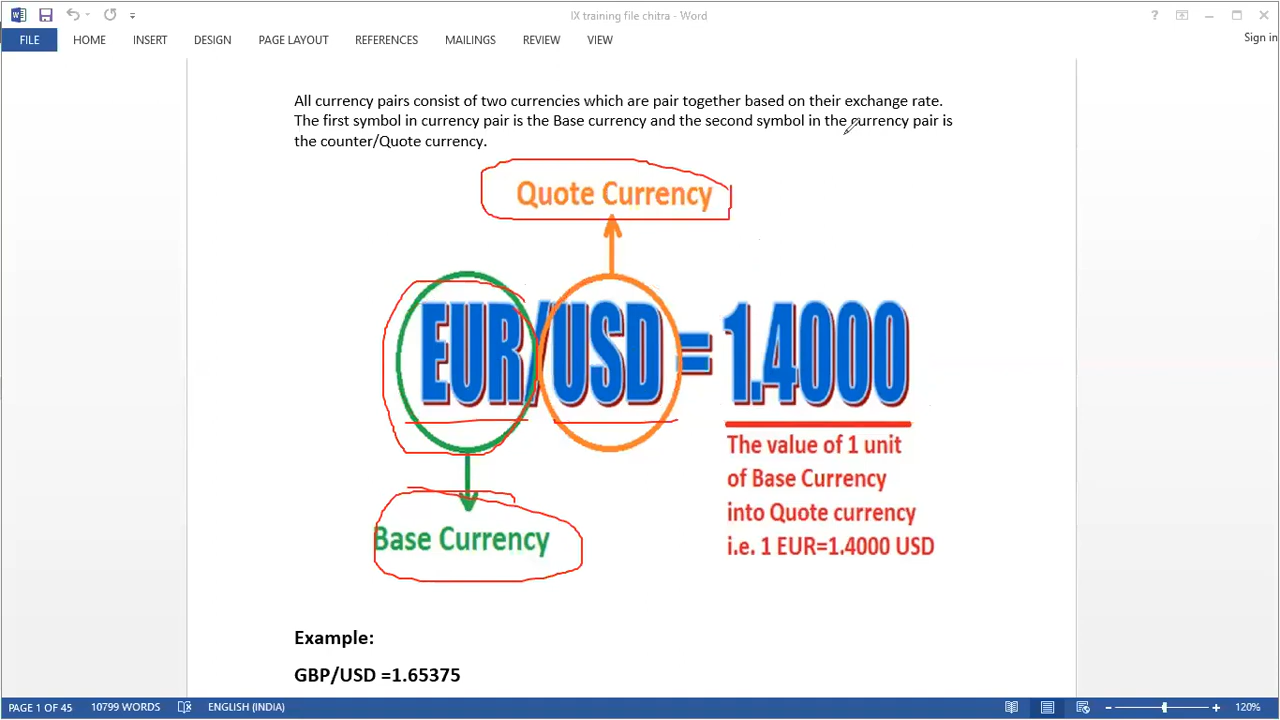 IX training file chitra - Word
?
FILE HOME INSERT DESIGN PAGE LAYOUT REFERENCES MAILINGS REVIEW VIEW
Sign in
All currency pairs consist of two currencies which are pair together based on their exchange rate.
The first symbol in currency pair is the Base currency and the second symbol in the currency pair is
the counter/Quote currency.
Quote Currency
EUR/USD = 1.4000
The value of 1 unit
of Base Currency
into Quote currency
i.e. 1 EUR=1.4000 USD
Base Currency
Example:
GBP/USD =1.65375
PAGE 1 OF 45 10799 WORDS ENGLISH (INDIA) 120%